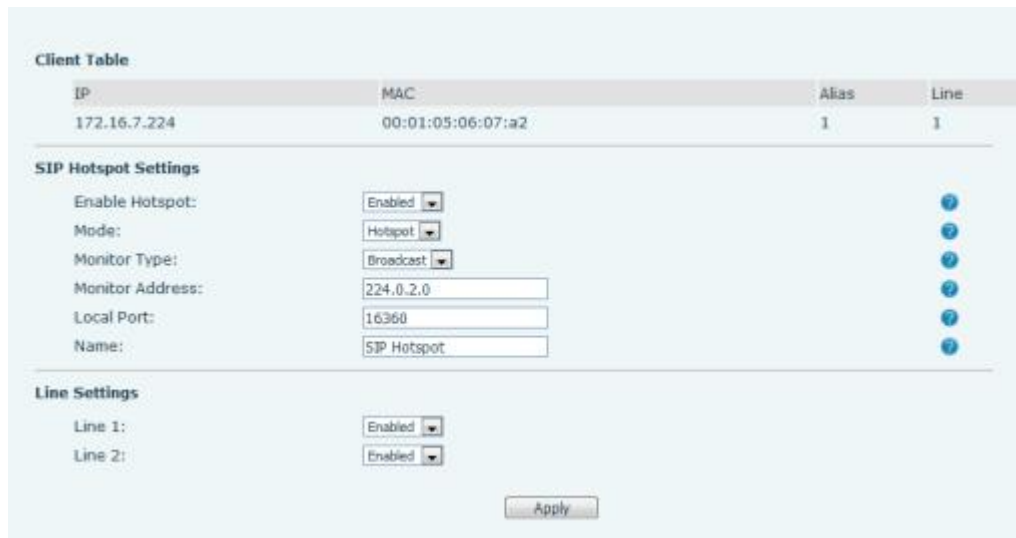 Client Table
IP MAC Alias Line
172.16.7.224 00:01:05:06:07:a2 1 1
SIP Hotspot Settings
Enable Hotspot: Enabled
Mode: Hotspot
Monitor Type: Broadcast
Monitor Address: 224.0.2.0
Local Port: 16360
Name: SIP Hotspot
Line Settings
Line 1: Enabled
Line 2: Enabled
Apply